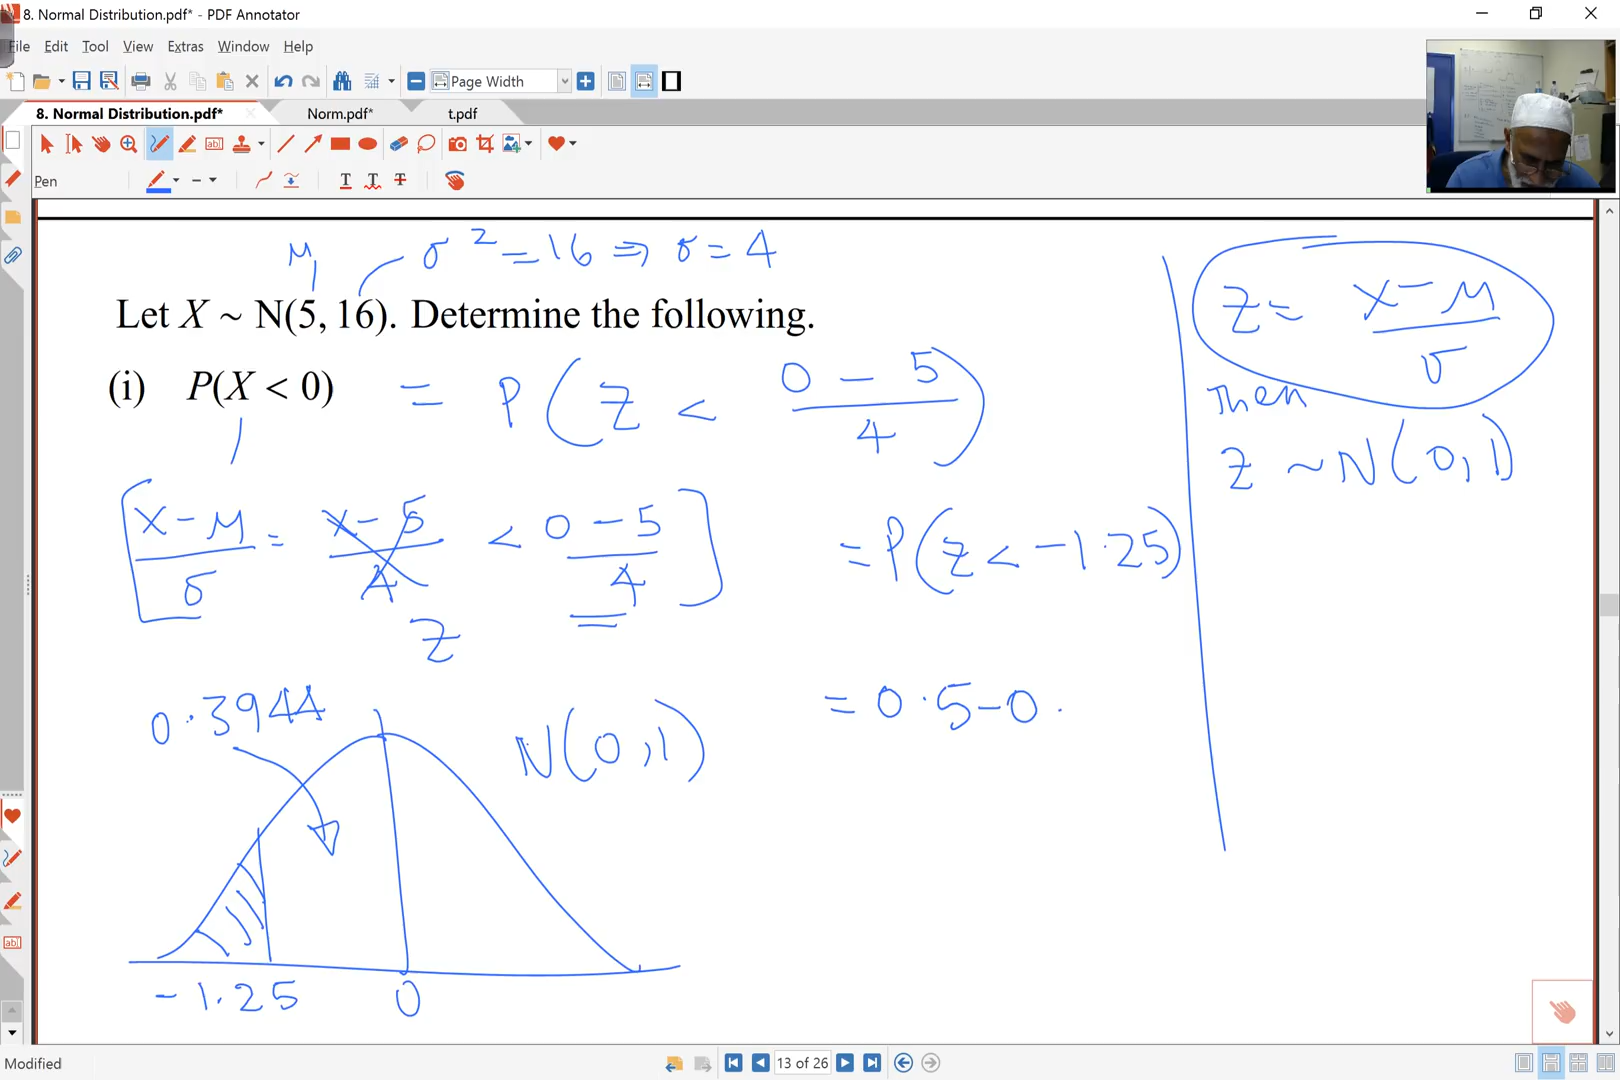 8. Normal Distribution.pdf* - PDF Annotator
File Edit Tool View Extras Window Help
Page Width
8. Normal Distribution.pdf* Norm.pdf* t.pdf
Pen
μ σ² = 16 ⇒ σ = 4
Let X ~ N(5, 16). Determine the following.
(i) P(X < 0) = P(Z < (0 - 5)/4)
[(X - μ)/σ = (X - 5)/4 < (0 - 5)/4]
Z
= P(Z < -1.25)
= 0.5 - 0.
0.3944
N(0,1)
-1.25 0
Z = (X - μ)/σ
Then
Z ~ N(0,1)
Modified
13 of 26